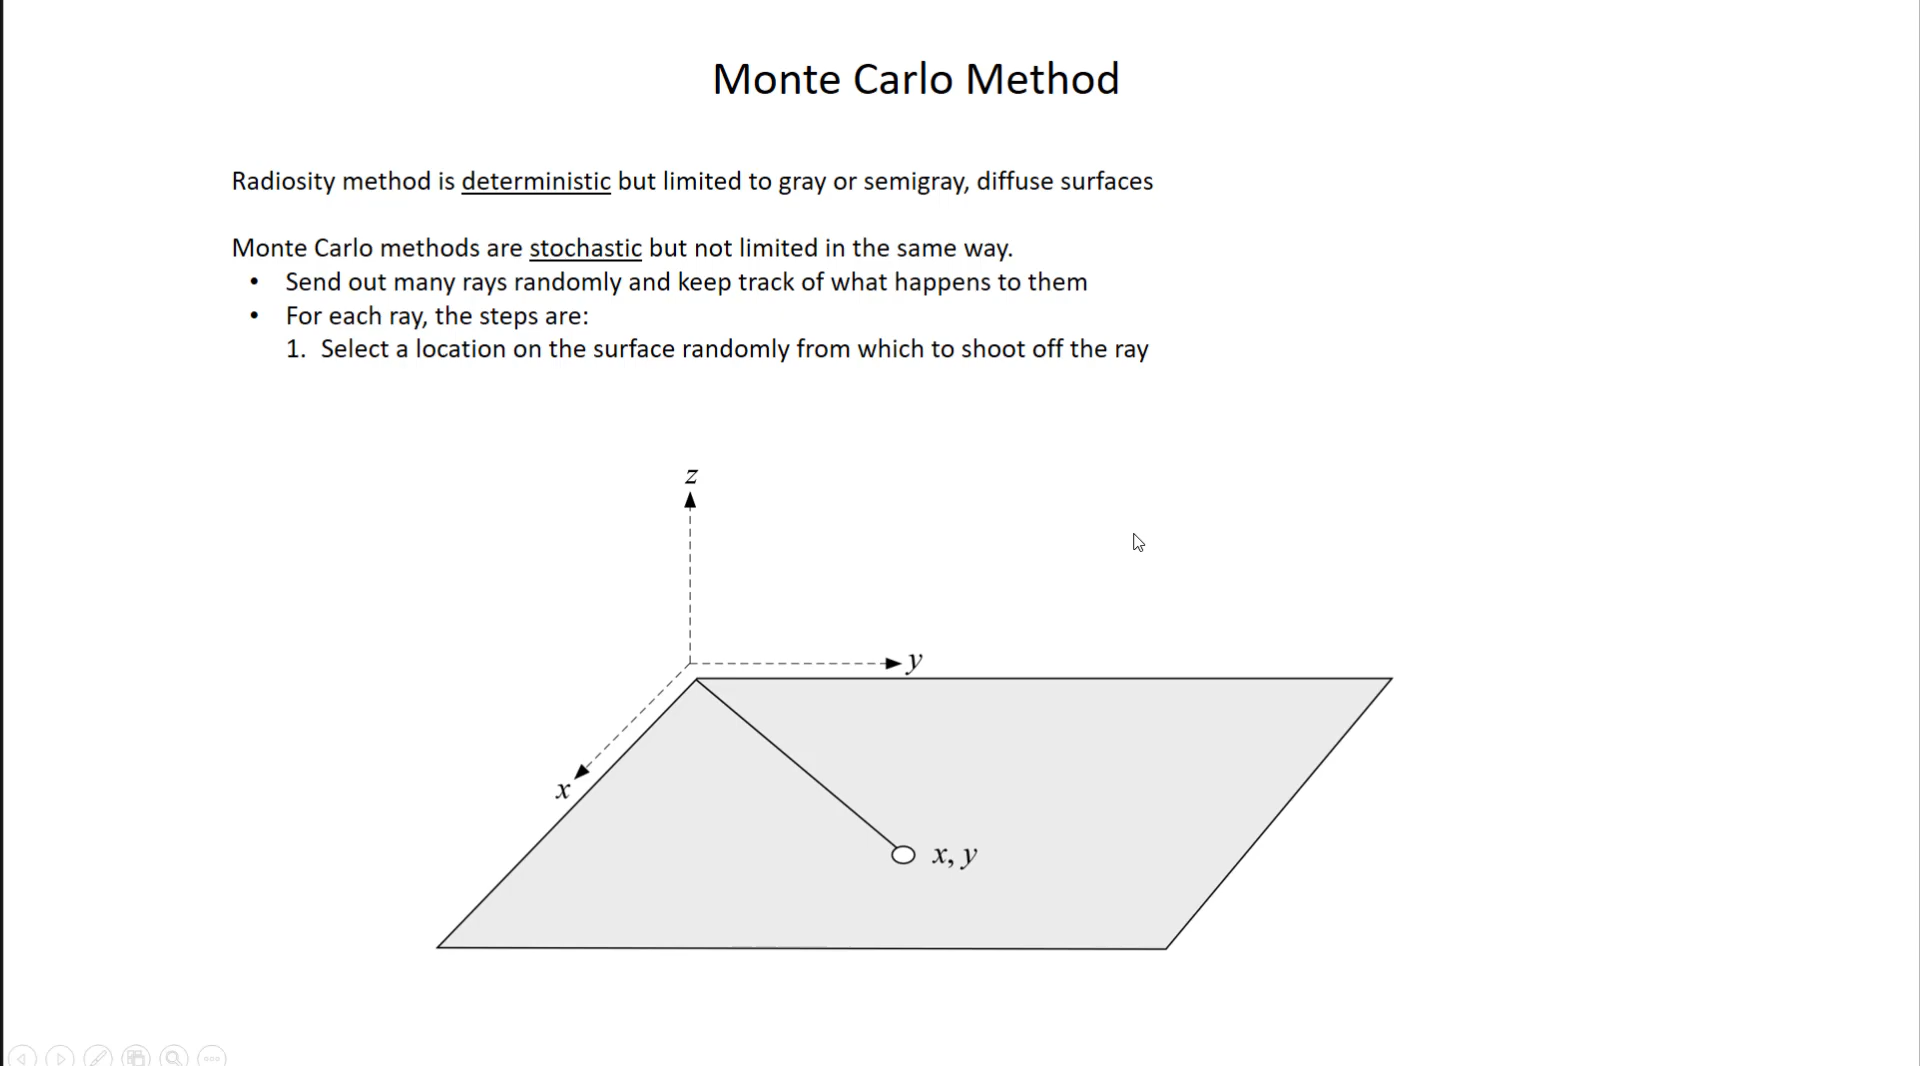 Monte Carlo Method
Radiosity method is deterministic but limited to gray or semigray, diffuse surfaces
Monte Carlo methods are stochastic but not limited in the same way.
• Send out many rays randomly and keep track of what happens to them
• For each ray, the steps are:
1. Select a location on the surface randomly from which to shoot off the ray
z
y
x
x, y